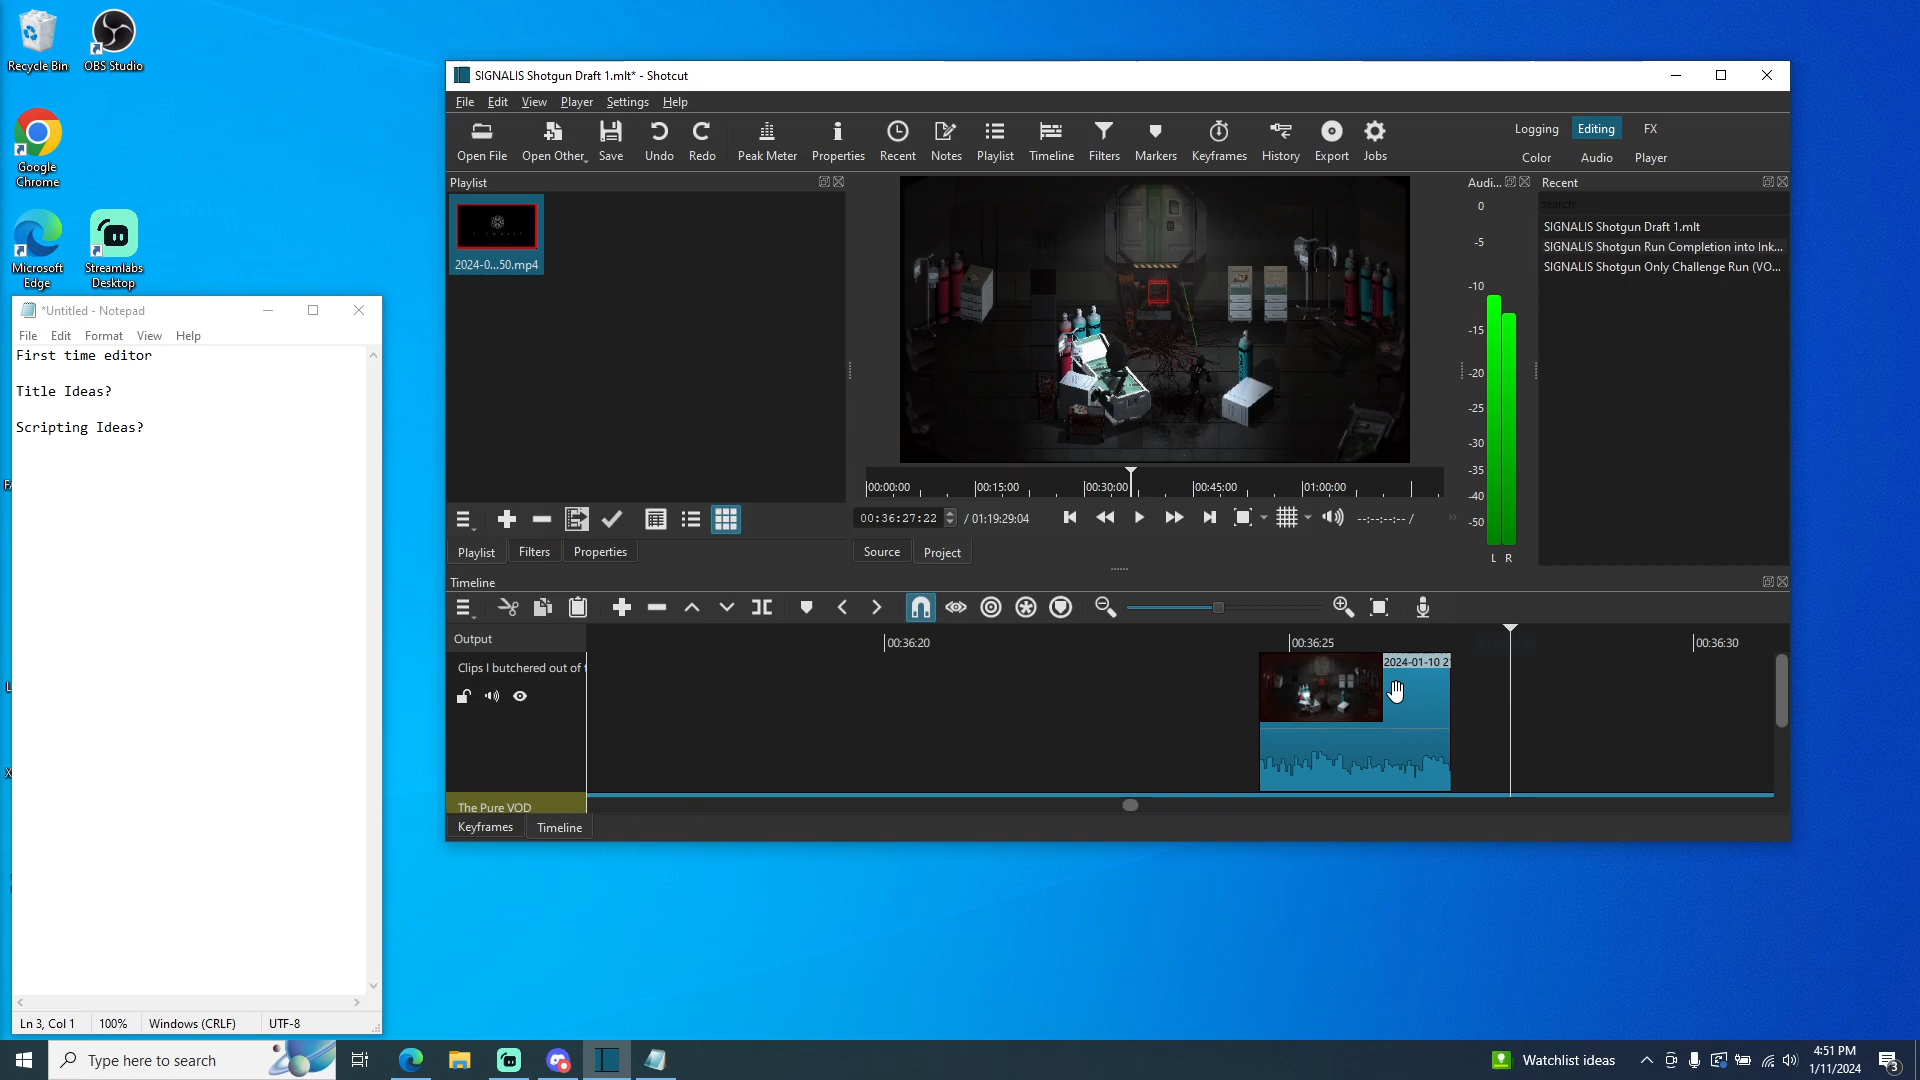 Recycle Bin
OBS Studio
Google
Chrome
Microsoft
Edge
Streamlabs
Desktop
*Untitled - Notepad
File Edit Format View Help
First time editor
Title Ideas?
Scripting Ideas?
Ln 3, Col 1 100% Windows (CRLF) UTF-8
SIGNALIS Shotgun Draft 1.mlt* - Shotcut
File Edit View Player Settings Help
Open File Open Other Save Undo Redo Peak Meter Properties Recent Notes Playlist Timeline Filters Markers Keyframes History Export Jobs
Logging Editing FX
Color Audio Player
Playlist
2024-0...50.mp4
Playlist Filters Properties
00:00:00 00:15:00 00:30:00 00:45:00 01:00:00
00:36:27:22 / 01:19:29:04
--:--:--:-- /
Source Project
Audi...
0
-5
-10
-15
-20
-25
-30
-35
-40
-50
L R
Recent
search
SIGNALIS Shotgun Draft 1.mlt
SIGNALIS Shotgun Run Completion into Ink...
SIGNALIS Shotgun Only Challenge Run (VO...
Timeline
Output
00:36:20 00:36:25 00:36:30
Clips I butchered out of
2024-01-10 2
The Pure VOD
Keyframes Timeline
Type here to search
Watchlist ideas
4:51 PM
1/11/2024
3